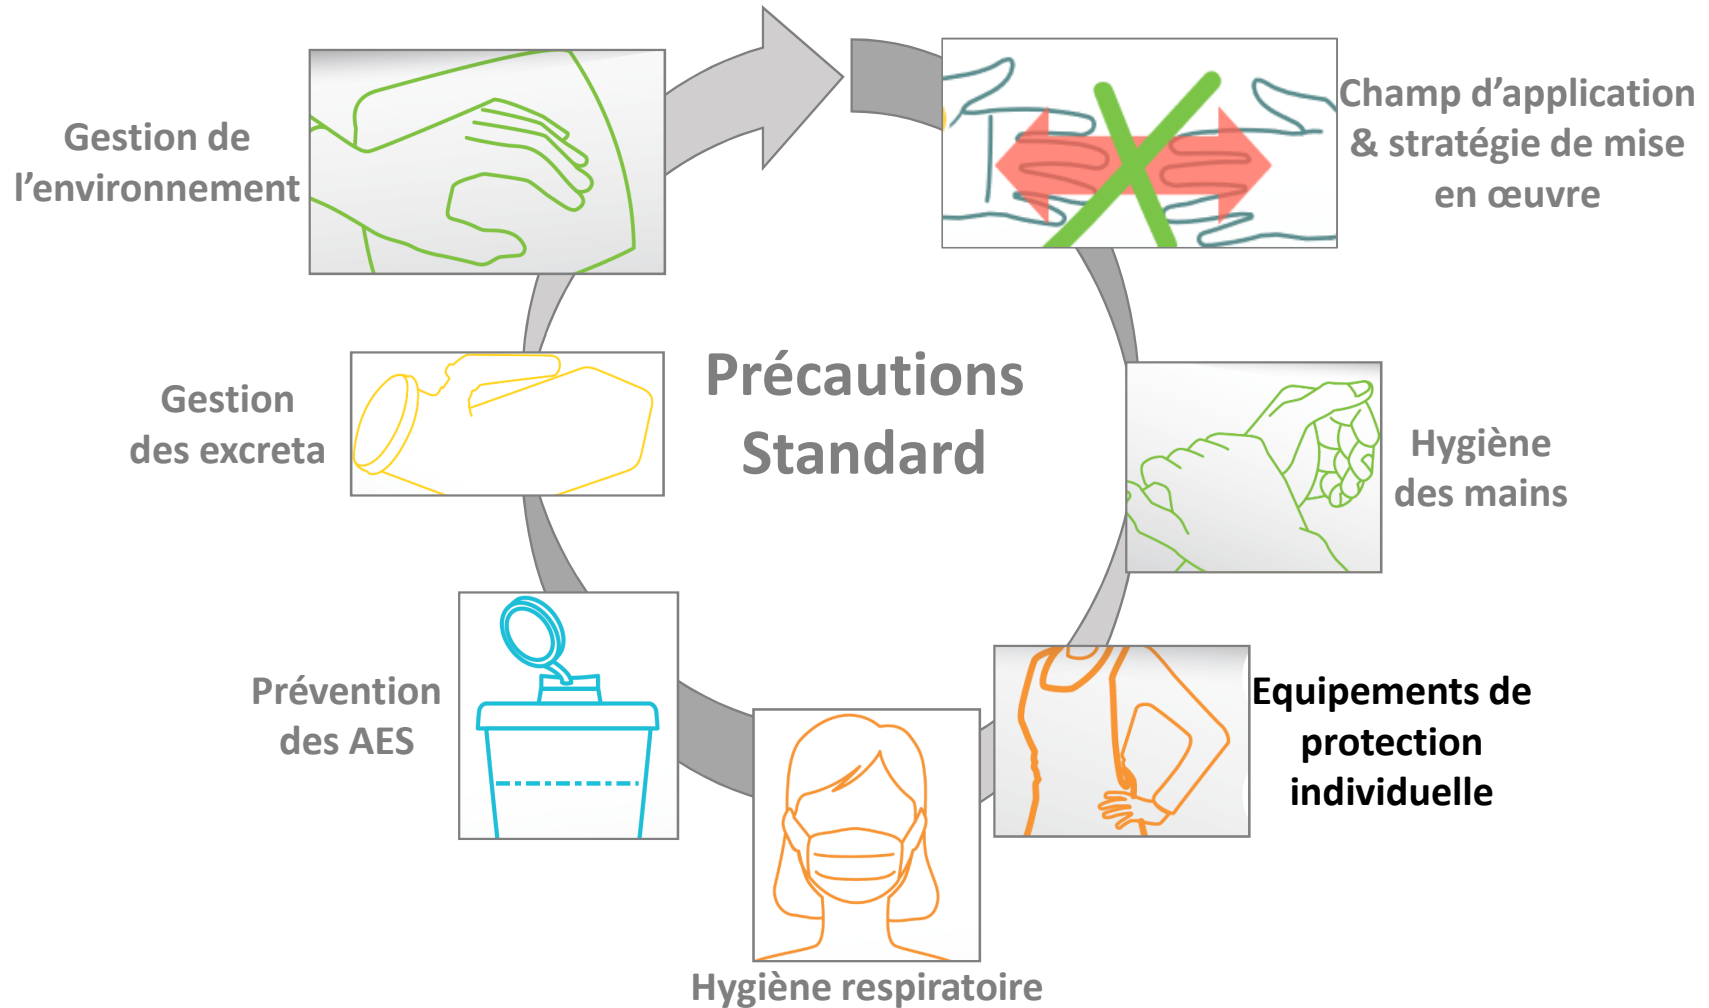 Précautions
Standard
Champ d’application
& stratégie de mise
en œuvre
Hygiène
des mains
Equipements de
protection
individuelle
Hygiène respiratoire
Prévention
des AES
Gestion
des excreta
Gestion de
l’environnement